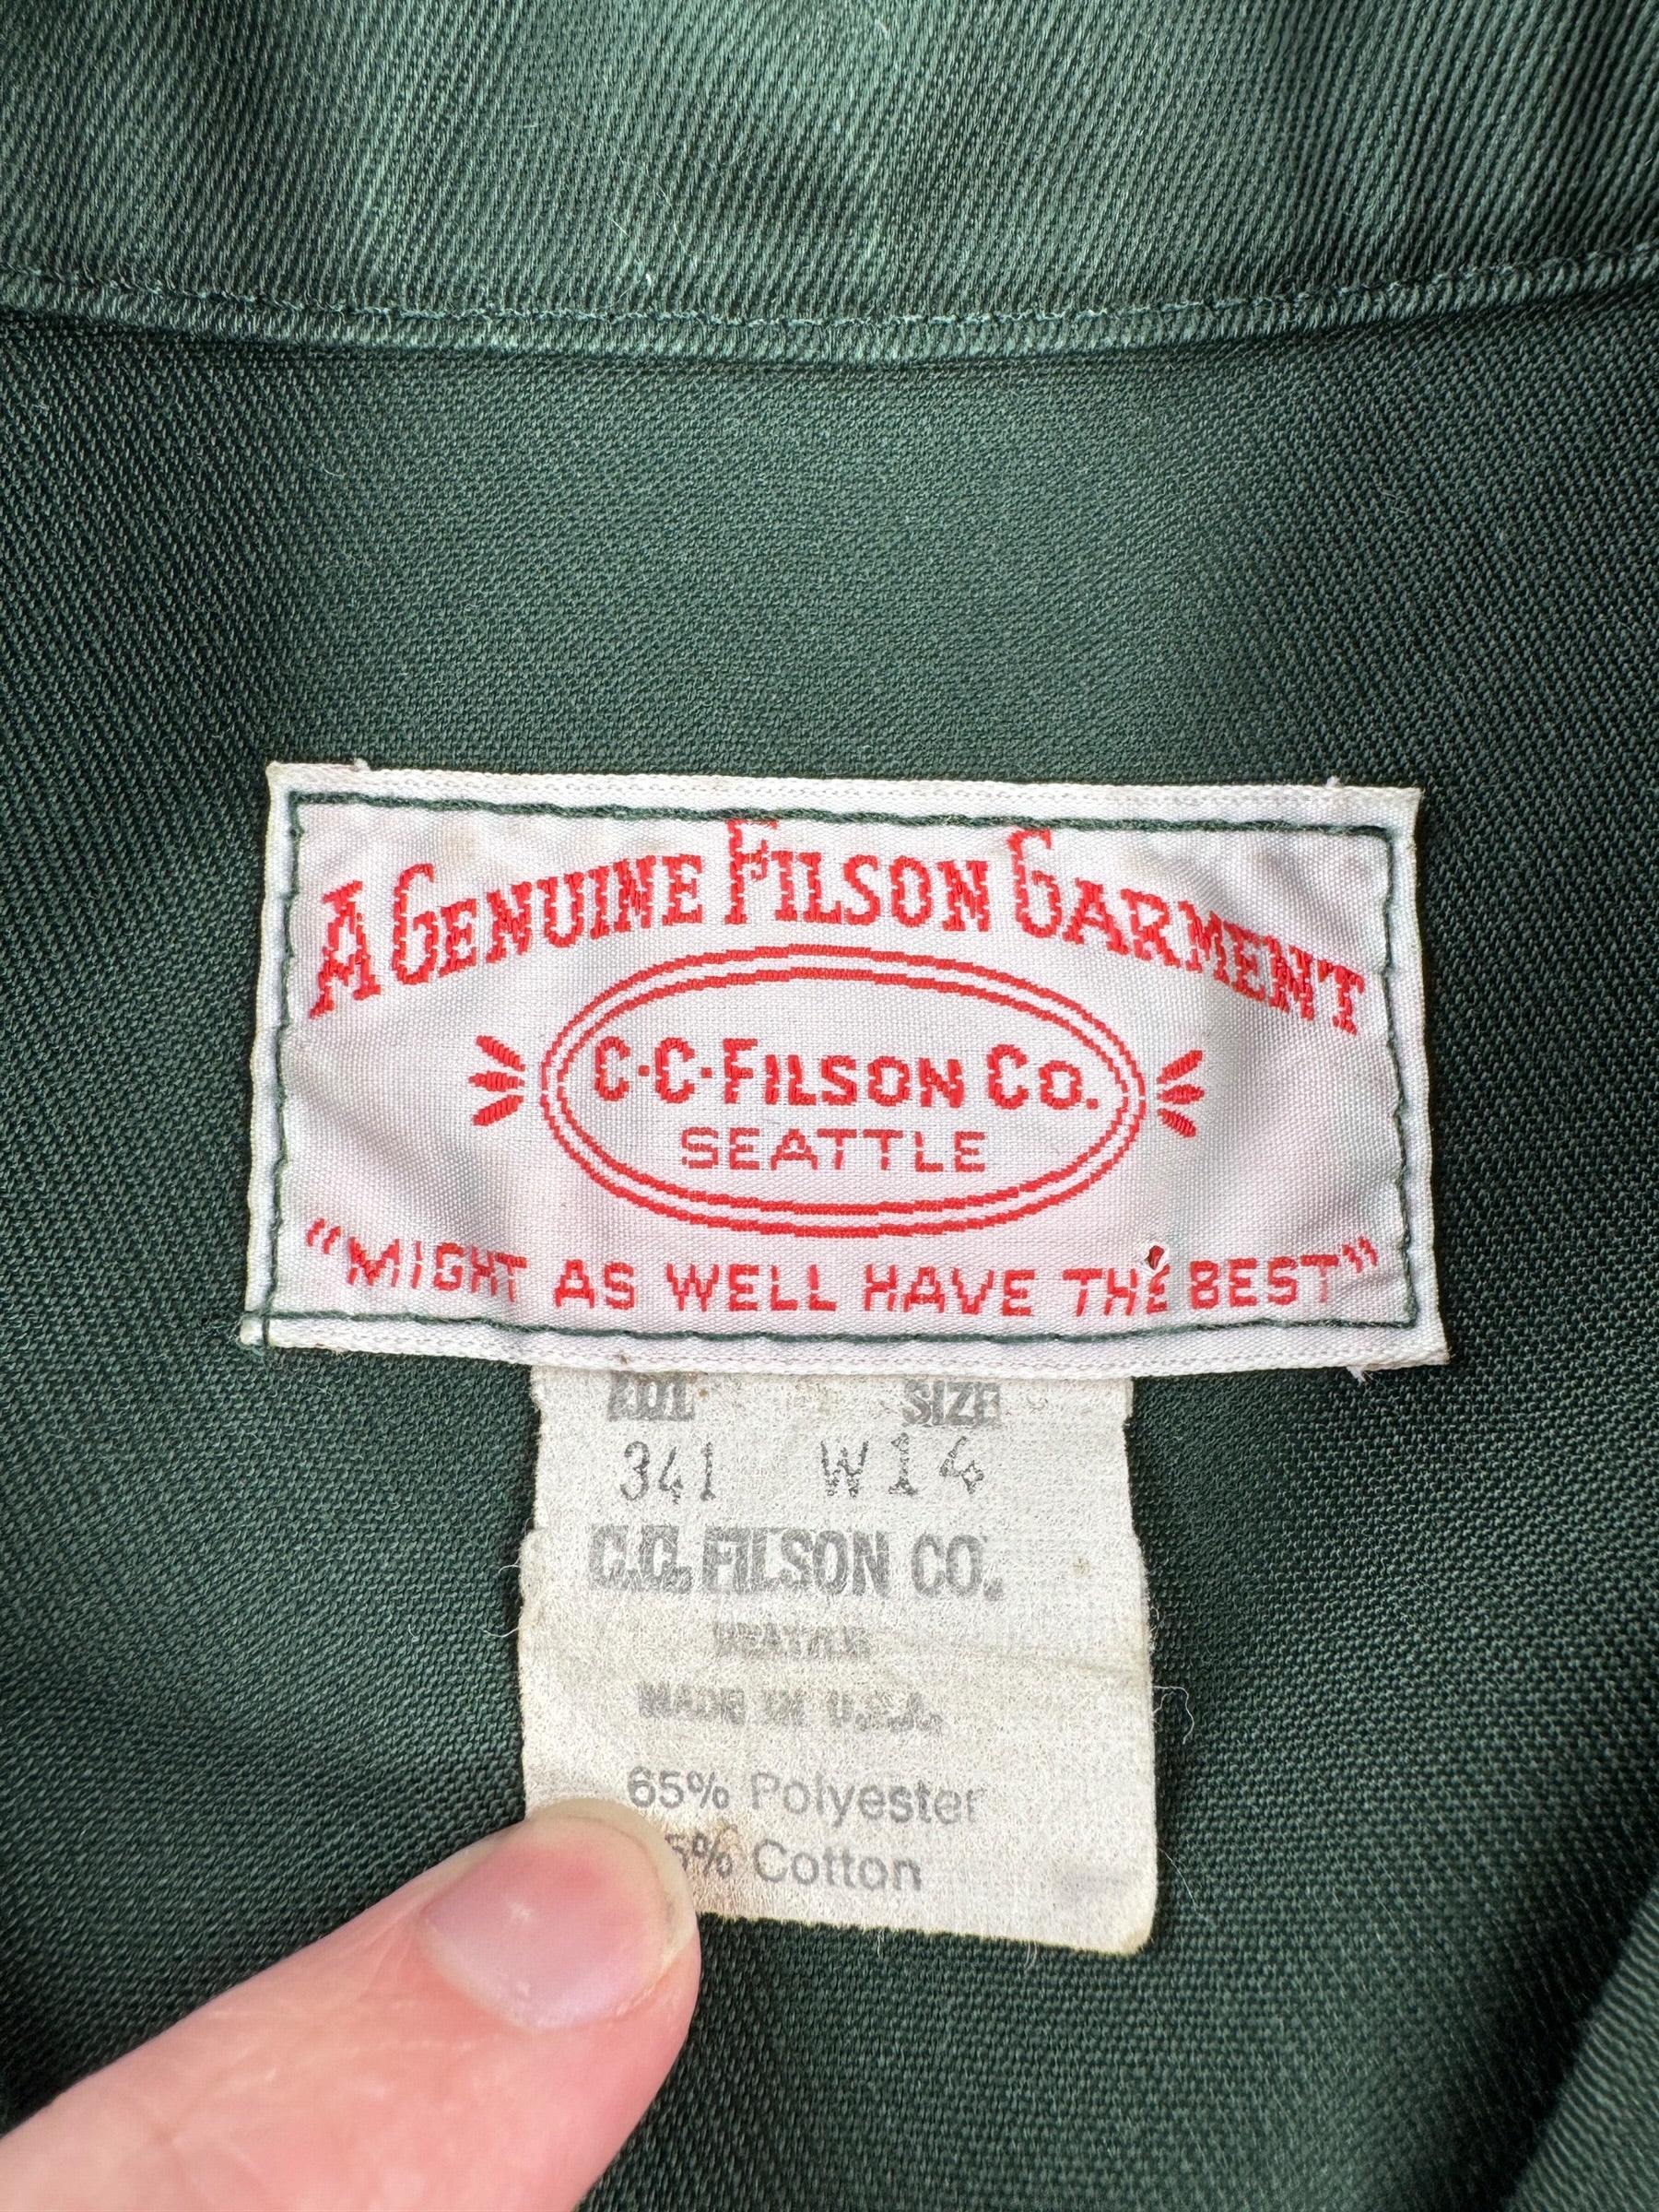 A GENUINE FILSON GARMENT
C·C·FILSON CO.
SEATTLE
"MIGHT AS WELL HAVE THE BEST"
SIZE
341 W14
C.C. FILSON CO.
SEATTLE
MADE IN U.S.A.
65% Polyester
5% Cotton